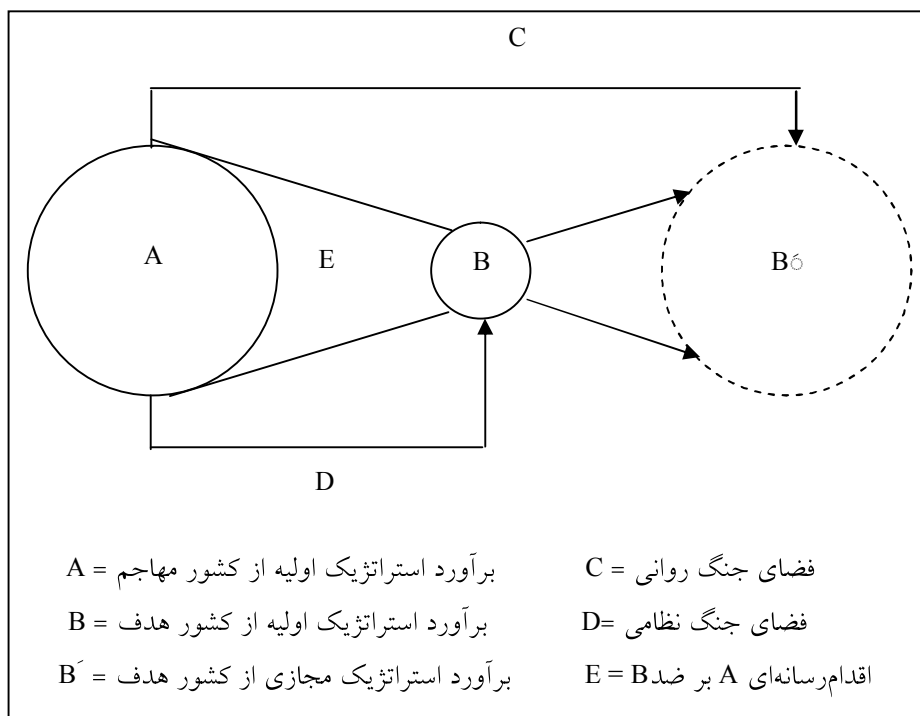 C
A
E
B
B́
D
فضای جنگ روانی = C
برآورد استراتژیک اولیه از کشور مهاجم = A
فضای جنگ نظامی =D
برآورد استراتژیک اولیه از کشور هدف = B
اقدام‌رسانه‌ای A بر ضدE = B
برآورد استراتژیک مجازی از کشور هدف = B́